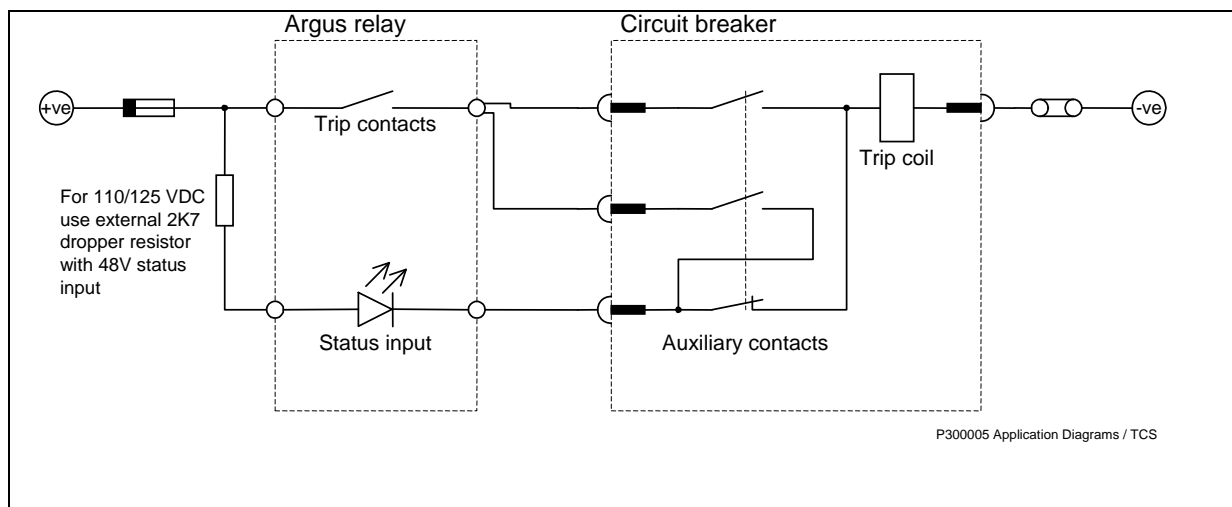 Argus relay
Circuit breaker
+ve
-ve
Trip contacts
Trip coil
For 110/125 VDC
use external 2K7
dropper resistor
with 48V status
input
Status input
Auxiliary contacts
P300005 Application Diagrams / TCS